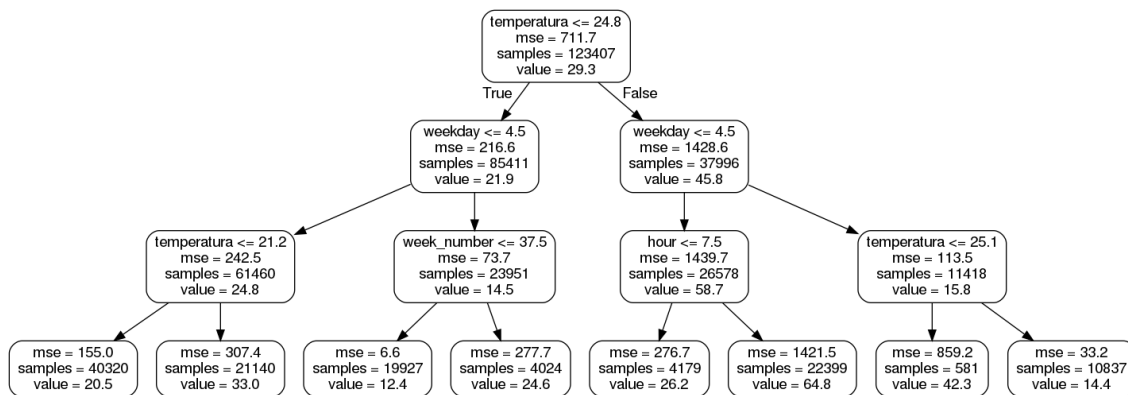 temperatura <= 24.8
mse = 711.7
samples = 123407
value = 29.3
True
False
weekday <= 4.5
mse = 216.6
samples = 85411
value = 21.9
weekday <= 4.5
mse = 1428.6
samples = 37996
value = 45.8
temperatura <= 21.2
mse = 242.5
samples = 61460
value = 24.8
week_number <= 37.5
mse = 73.7
samples = 23951
value = 14.5
hour <= 7.5
mse = 1439.7
samples = 26578
value = 58.7
temperatura <= 25.1
mse = 113.5
samples = 11418
value = 15.8
mse = 155.0
samples = 40320
value = 20.5
mse = 307.4
samples = 21140
value = 33.0
mse = 6.6
samples = 19927
value = 12.4
mse = 277.7
samples = 4024
value = 24.6
mse = 276.7
samples = 4179
value = 26.2
mse = 1421.5
samples = 22399
value = 64.8
mse = 859.2
samples = 581
value = 42.3
mse = 33.2
samples = 10837
value = 14.4